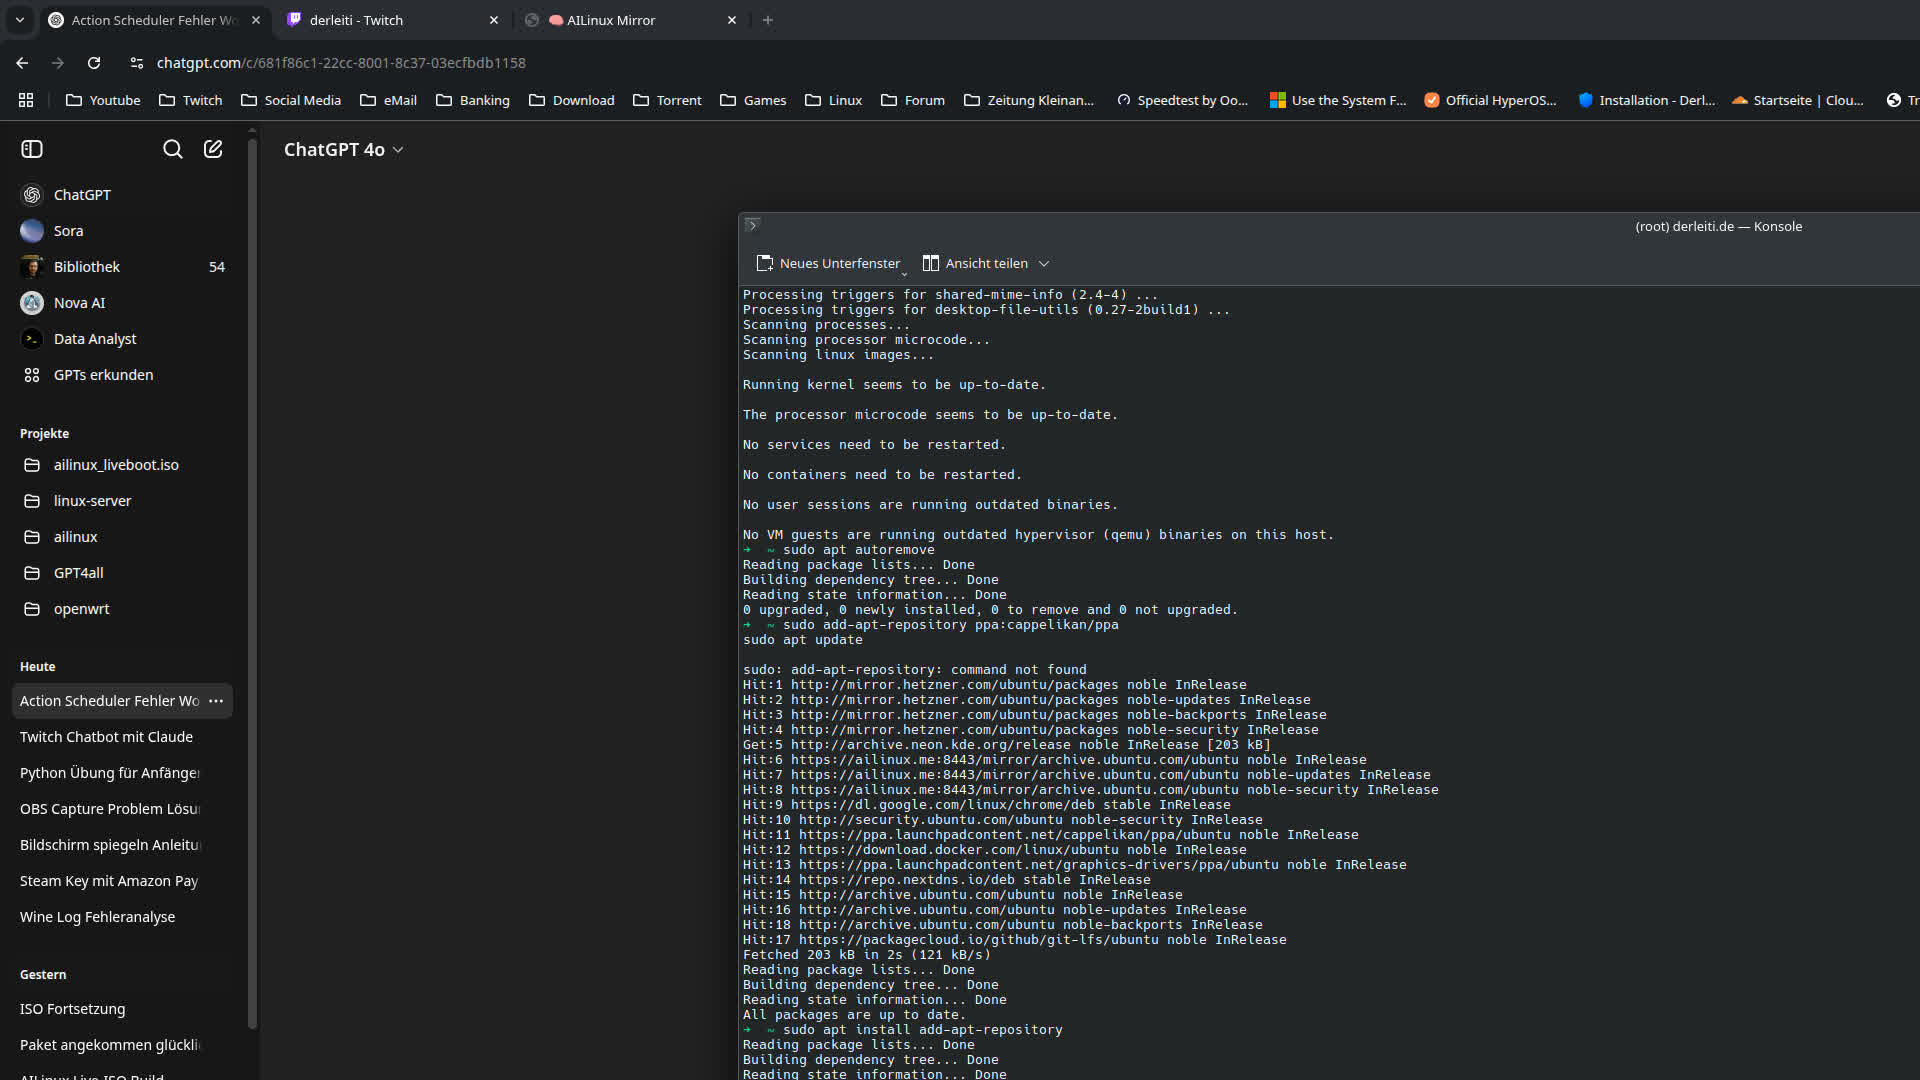 Action Scheduler Fehler Wo
derleiti - Twitch
AILinux Mirror
chatgpt.com/c/681f86c1-22cc-8001-8c37-03ecfbdb1158
Youtube
Twitch
Social Media
eMail
Banking
Download
Torrent
Games
Linux
Forum
Zeitung Kleinan...
Speedtest by Oo...
Use the System F...
Official HyperOS...
Installation - Derl...
Startseite | Clou...
Tr
ChatGPT 4o
ChatGPT
Sora
Bibliothek 54
Nova AI
Data Analyst
GPTs erkunden
Projekte
ailinux_liveboot.iso
linux-server
ailinux
GPT4all
openwrt
Heute
Action Scheduler Fehler Wo
Twitch Chatbot mit Claude
Python Übung für Anfänge
OBS Capture Problem Lösu
Bildschirm spiegeln Anleitu
Steam Key mit Amazon Pay
Wine Log Fehleranalyse
Gestern
ISO Fortsetzung
Paket angekommen glückli
AILinux Live ISO Build
(root) derleiti.de — Konsole
Neues Unterfenster
Ansicht teilen
Processing triggers for shared-mime-info (2.4-4) ...
Processing triggers for desktop-file-utils (0.27-2build1) ...
Scanning processes...
Scanning processor microcode...
Scanning linux images...
Running kernel seems to be up-to-date.
The processor microcode seems to be up-to-date.
No services need to be restarted.
No containers need to be restarted.
No user sessions are running outdated binaries.
No VM guests are running outdated hypervisor (qemu) binaries on this host.
➜  ~ sudo apt autoremove
Reading package lists... Done
Building dependency tree... Done
Reading state information... Done
0 upgraded, 0 newly installed, 0 to remove and 0 not upgraded.
➜  ~ sudo add-apt-repository ppa:cappelikan/ppa
sudo apt update
sudo: add-apt-repository: command not found
Hit:1 http://mirror.hetzner.com/ubuntu/packages noble InRelease
Hit:2 http://mirror.hetzner.com/ubuntu/packages noble-updates InRelease
Hit:3 http://mirror.hetzner.com/ubuntu/packages noble-backports InRelease
Hit:4 http://mirror.hetzner.com/ubuntu/packages noble-security InRelease
Get:5 http://archive.neon.kde.org/release noble InRelease [203 kB]
Hit:6 https://ailinux.me:8443/mirror/archive.ubuntu.com/ubuntu noble InRelease
Hit:7 https://ailinux.me:8443/mirror/archive.ubuntu.com/ubuntu noble-updates InRelease
Hit:8 https://ailinux.me:8443/mirror/archive.ubuntu.com/ubuntu noble-security InRelease
Hit:9 https://dl.google.com/linux/chrome/deb stable InRelease
Hit:10 http://security.ubuntu.com/ubuntu noble-security InRelease
Hit:11 https://ppa.launchpadcontent.net/cappelikan/ppa/ubuntu noble InRelease
Hit:12 https://download.docker.com/linux/ubuntu noble InRelease
Hit:13 https://ppa.launchpadcontent.net/graphics-drivers/ppa/ubuntu noble InRelease
Hit:14 https://repo.nextdns.io/deb stable InRelease
Hit:15 http://archive.ubuntu.com/ubuntu noble InRelease
Hit:16 http://archive.ubuntu.com/ubuntu noble-updates InRelease
Hit:18 http://archive.ubuntu.com/ubuntu noble-backports InRelease
Hit:17 https://packagecloud.io/github/git-lfs/ubuntu noble InRelease
Fetched 203 kB in 2s (121 kB/s)
Reading package lists... Done
Building dependency tree... Done
Reading state information... Done
All packages are up to date.
➜  ~ sudo apt install add-apt-repository
Reading package lists... Done
Building dependency tree... Done
Reading state information... Done